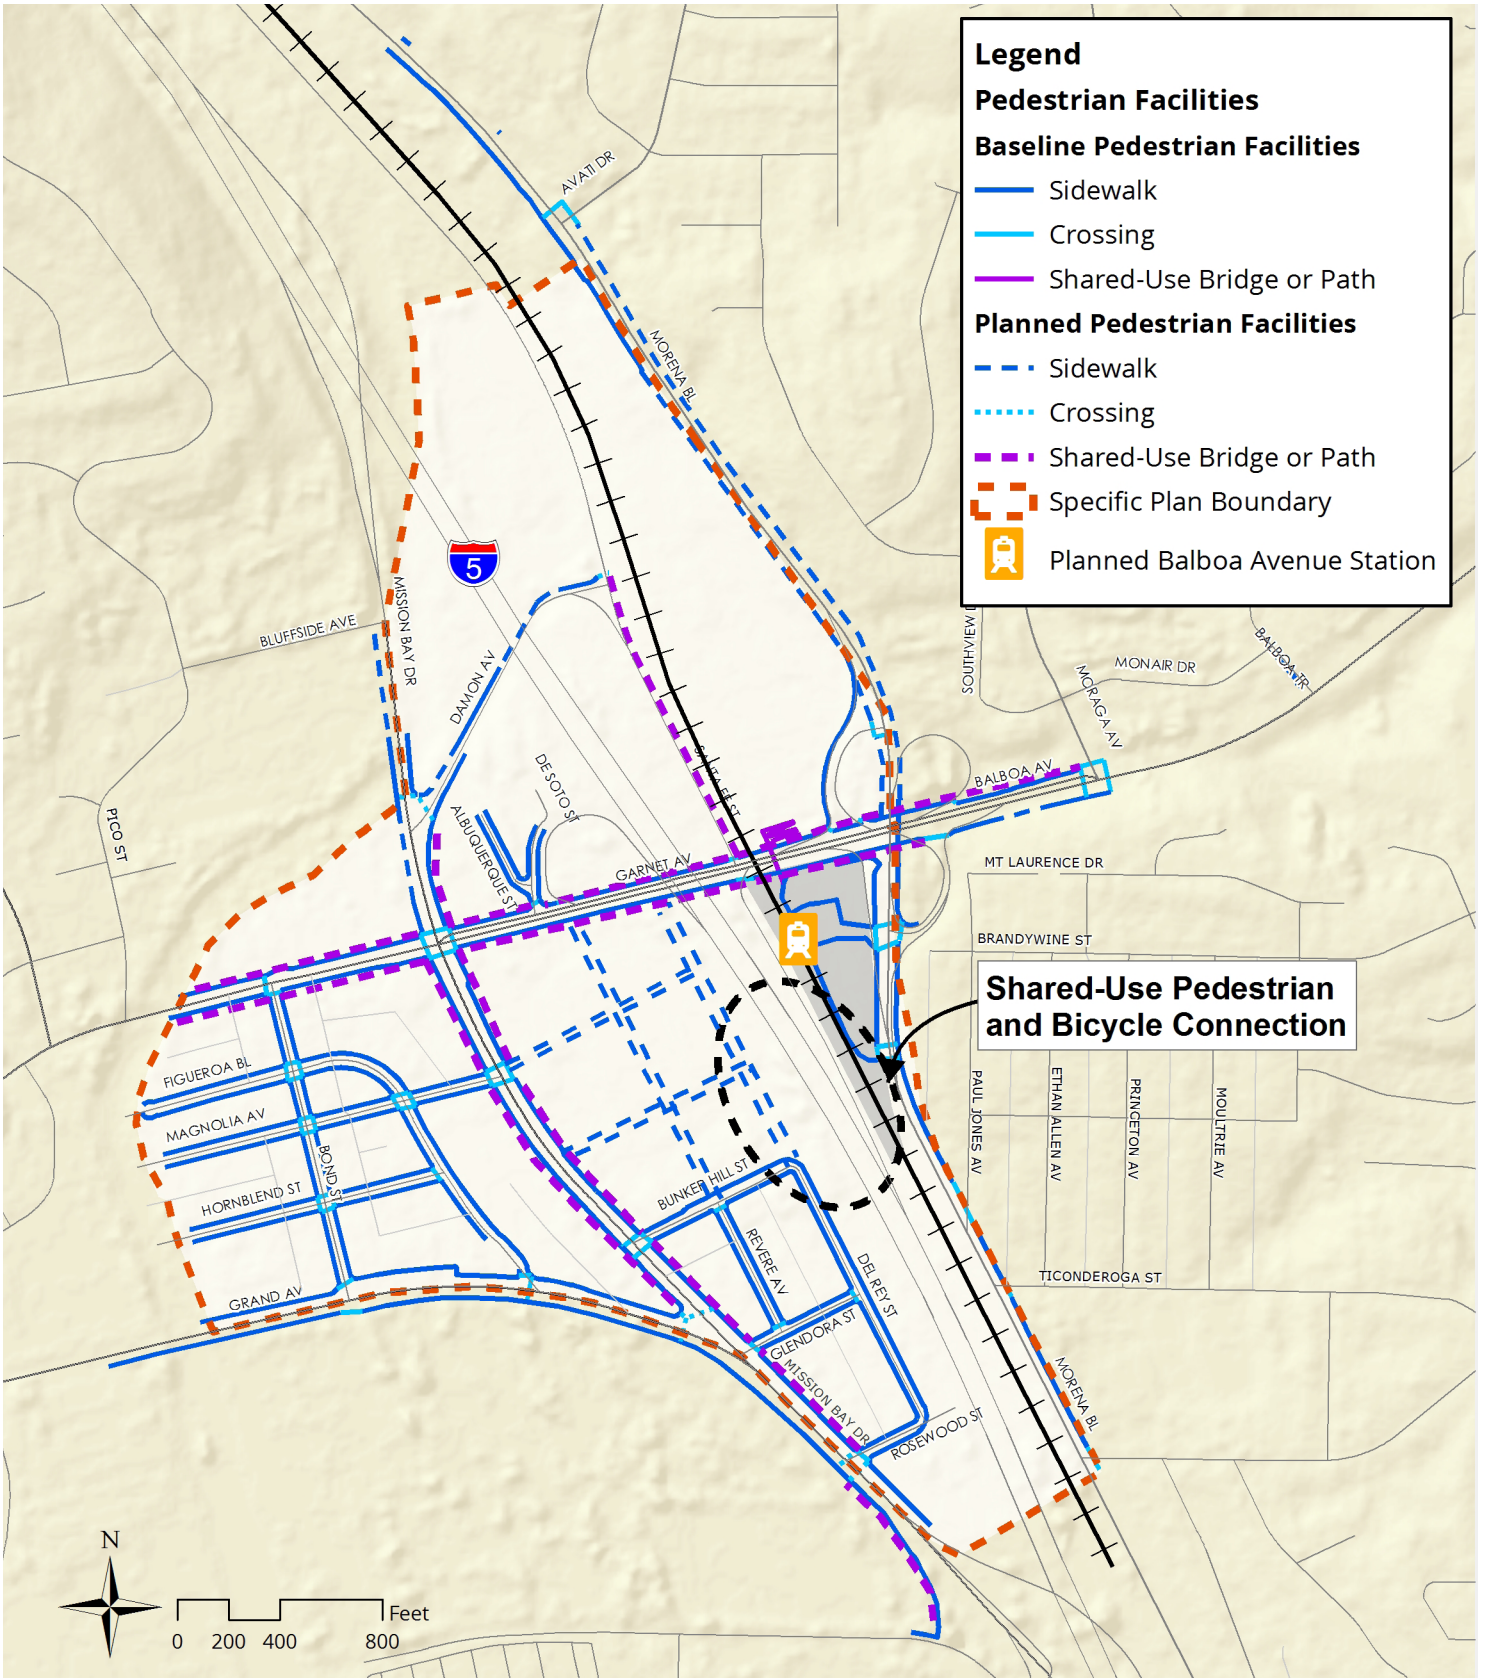 Legend
Pedestrian Facilities
Baseline Pedestrian Facilities
Sidewalk
Crossing
Shared-Use Bridge or Path
Planned Pedestrian Facilities
Sidewalk
Crossing
Shared-Use Bridge or Path
Specific Plan Boundary
Planned Balboa Avenue Station
AVATI DR
MORENA BL
5
MISSION BAY DR
BLUFFSIDE AVE
DAMON AV
SANTA FE ST
DE SOTO ST
ALBUQUERQUE ST
GARNET AV
PICO ST
SOUTHVIEW
MONAIR DR
BALBOA TR
MORAGA AV
BALBOA AV
MT LAURENCE DR
BRANDYWINE ST
Shared-Use Pedestrian
and Bicycle Connection
PAUL JONES AV
ETHAN ALLEN AV
PRINCETON AV
MOULTRIE AV
TICONDEROGA ST
FIGUEROA BL
MAGNOLIA AV
BOND ST
HORNBLEND ST
GRAND AV
BUNKER HILL ST
REVERE AV
DEL REY ST
GLENDORA ST
MISSION BAY DR
ROSEWOOD ST
MORENA BL
N
Feet
0 200 400 800